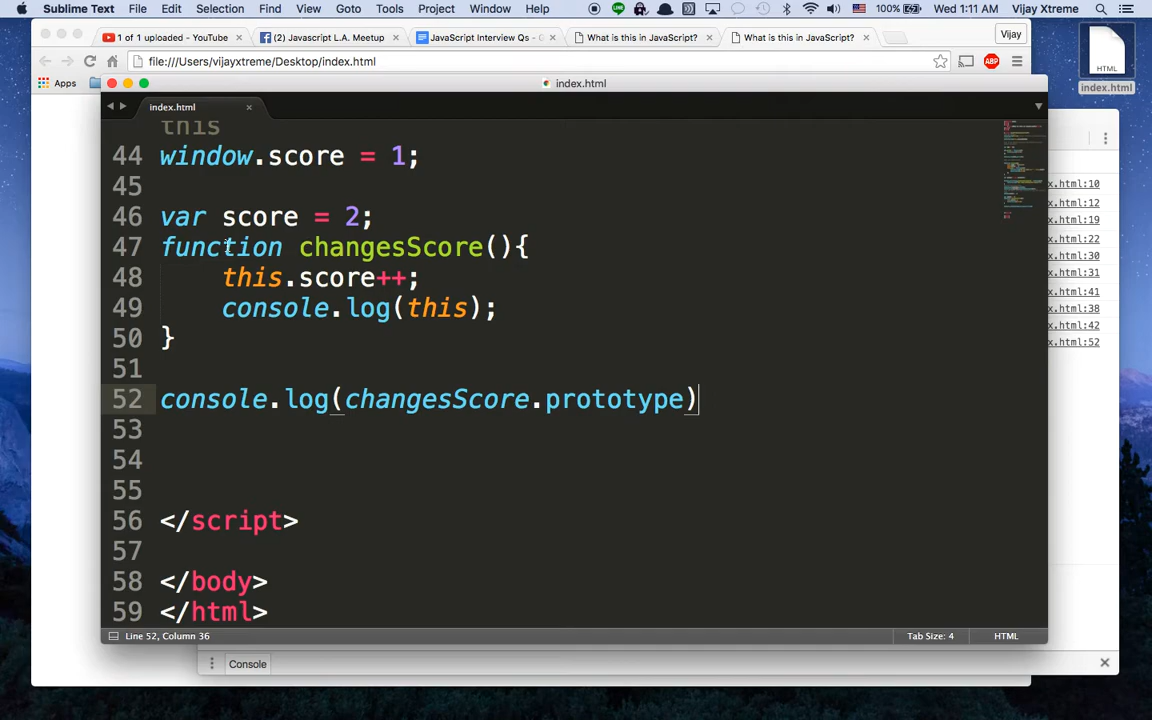 Sublime Text File Edit Selection Find View Goto Tools Project Window Help 100% Wed 1:11 AM Vijay Xtreme
1 of 1 uploaded - YouTube × (2) Javascript L.A. Meetup × JavaScript Interview Qs - G × What is this in JavaScript? × What is this in JavaScript? × Vijay
file:///Users/vijayxtreme/Desktop/index.html ABP
Apps
HTML
index.html
index.html
index.html ×
this
44 window.score = 1;
45
46 var score = 2;
47 function changesScore(){
48 this.score++;
49 console.log(this);
50 }
51
52 console.log(changesScore.prototype)
53
54
55
56 </script>
57
58 </body>
59 </html>
x.html:10
x.html:12
x.html:19
x.html:22
x.html:30
x.html:31
x.html:41
x.html:38
x.html:42
x.html:52
Line 52, Column 36 Tab Size: 4 HTML
Console ×